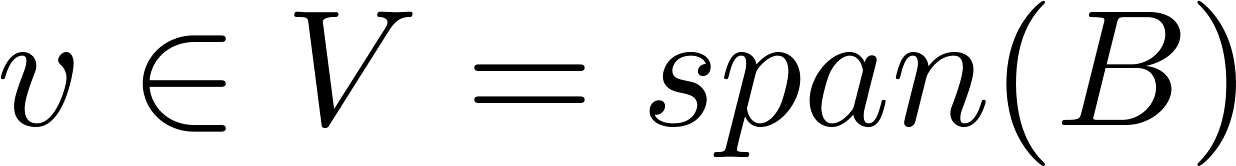 v ∈ V = span(B)